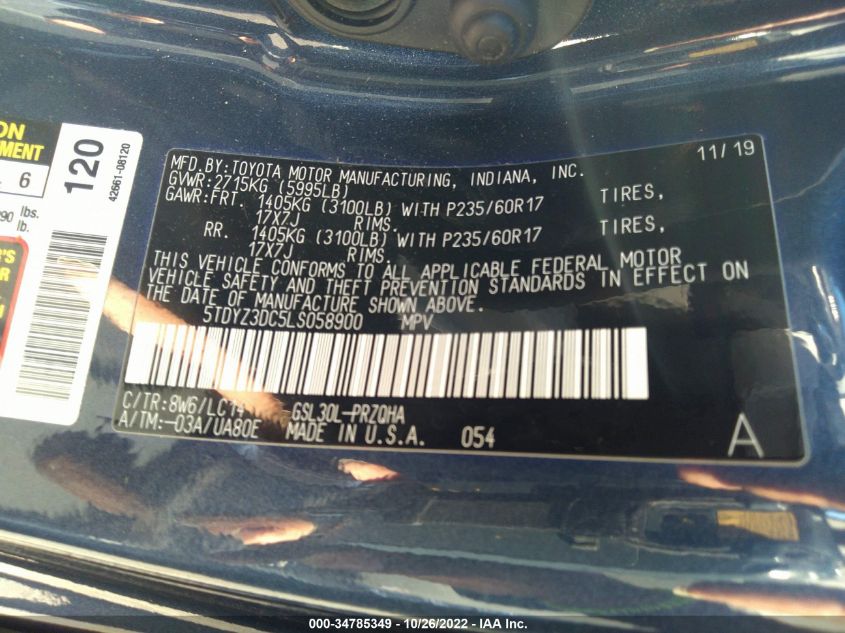 ON
MENT
6
90 lbs.
lb.
'S
R
120
42661-08120
MFD.BY:TOYOTA MOTOR MANUFACTURING, INDIANA, INC. 11/19
GVWR:2715KG (5995LB)
GAWR:FRT. 1405KG (3100LB) WITH P235/60R17 TIRES,
17X7J RIMS.
RR. 1405KG (3100LB) WITH P235/60R17 TIRES,
17X7J RIMS.
THIS VEHICLE CONFORMS TO ALL APPLICABLE FEDERAL MOTOR
VEHICLE SAFETY AND THEFT PREVENTION STANDARDS IN EFFECT ON
THE DATE OF MANUFACTURE SHOWN ABOVE.
5TDYZ3DC5LS058900 MPV
C/TR:8W6/LC14 GSL30L-PRZQHA
A/TM:-03A/UA80E MADE IN U.S.A. 054 A
000-34785349 - 10/26/2022 - IAA Inc.